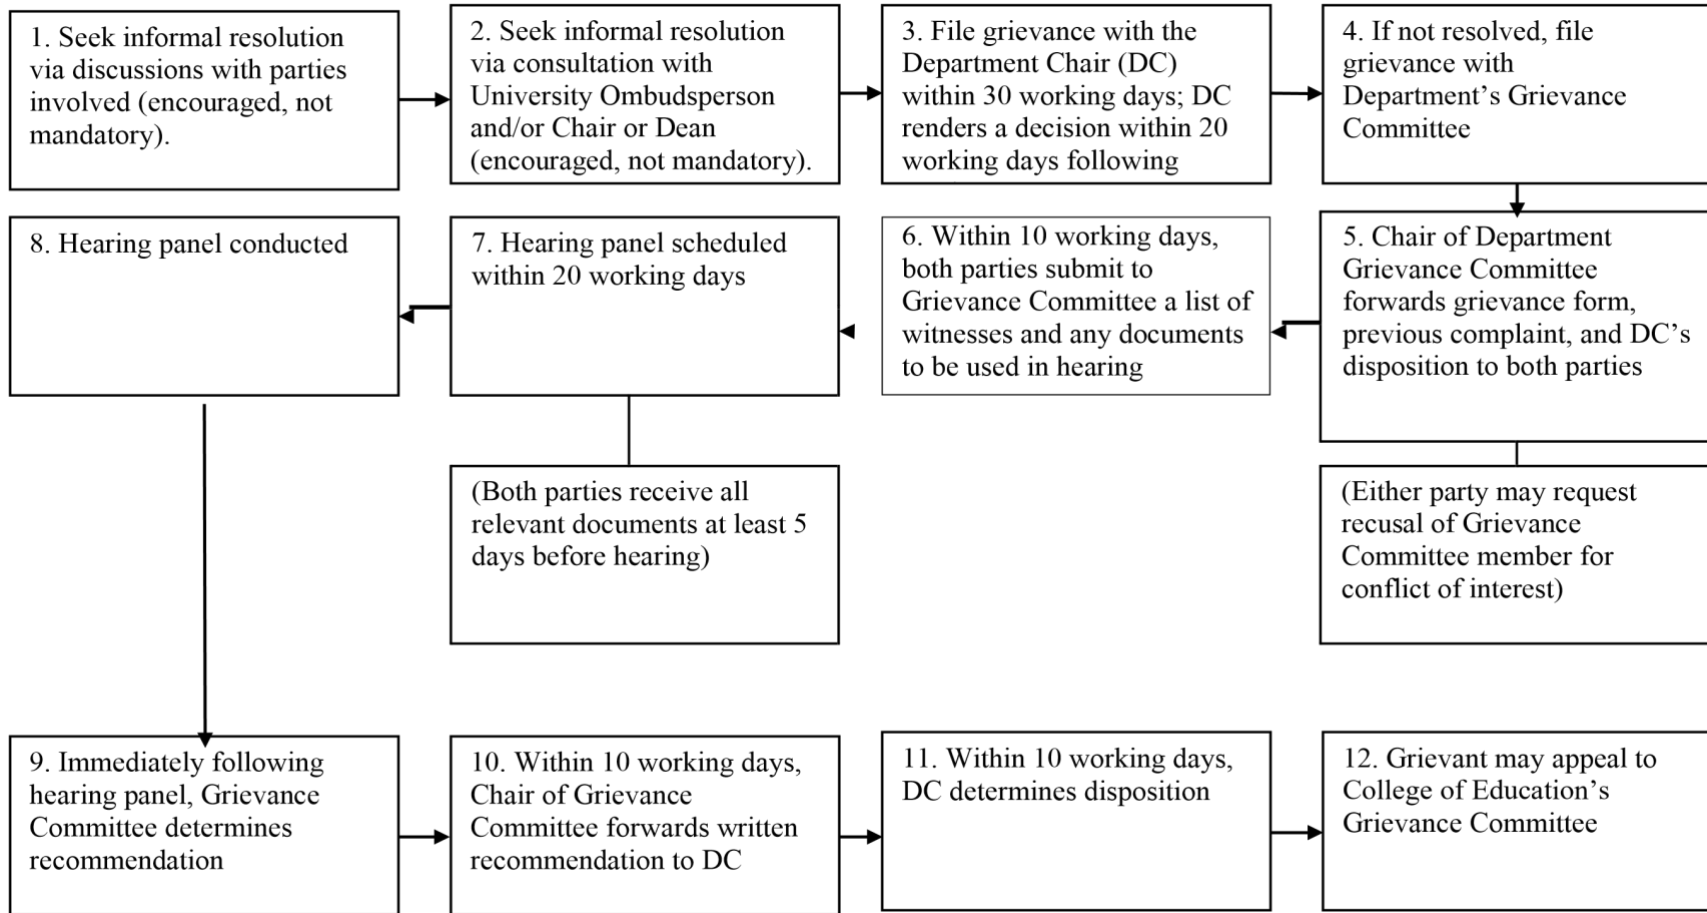 1. Seek informal resolution
via discussions with parties
involved (encouraged, not
mandatory).
2. Seek informal resolution
via consultation with
University Ombudsperson
and/or Chair or Dean
(encouraged, not mandatory).
3. File grievance with the
Department Chair (DC)
within 30 working days; DC
renders a decision within 20
working days following
4. If not resolved, file
grievance with
Department’s Grievance
Committee
5. Chair of Department
Grievance Committee
forwards grievance form,
previous complaint, and DC’s
disposition to both parties
(Either party may request
recusal of Grievance
Committee member for
conflict of interest)
6. Within 10 working days,
both parties submit to
Grievance Committee a list of
witnesses and any documents
to be used in hearing
7. Hearing panel scheduled
within 20 working days
(Both parties receive all
relevant documents at least 5
days before hearing)
8. Hearing panel conducted
9. Immediately following
hearing panel, Grievance
Committee determines
recommendation
10. Within 10 working days,
Chair of Grievance
Committee forwards written
recommendation to DC
11. Within 10 working days,
DC determines disposition
12. Grievant may appeal to
College of Education’s
Grievance Committee